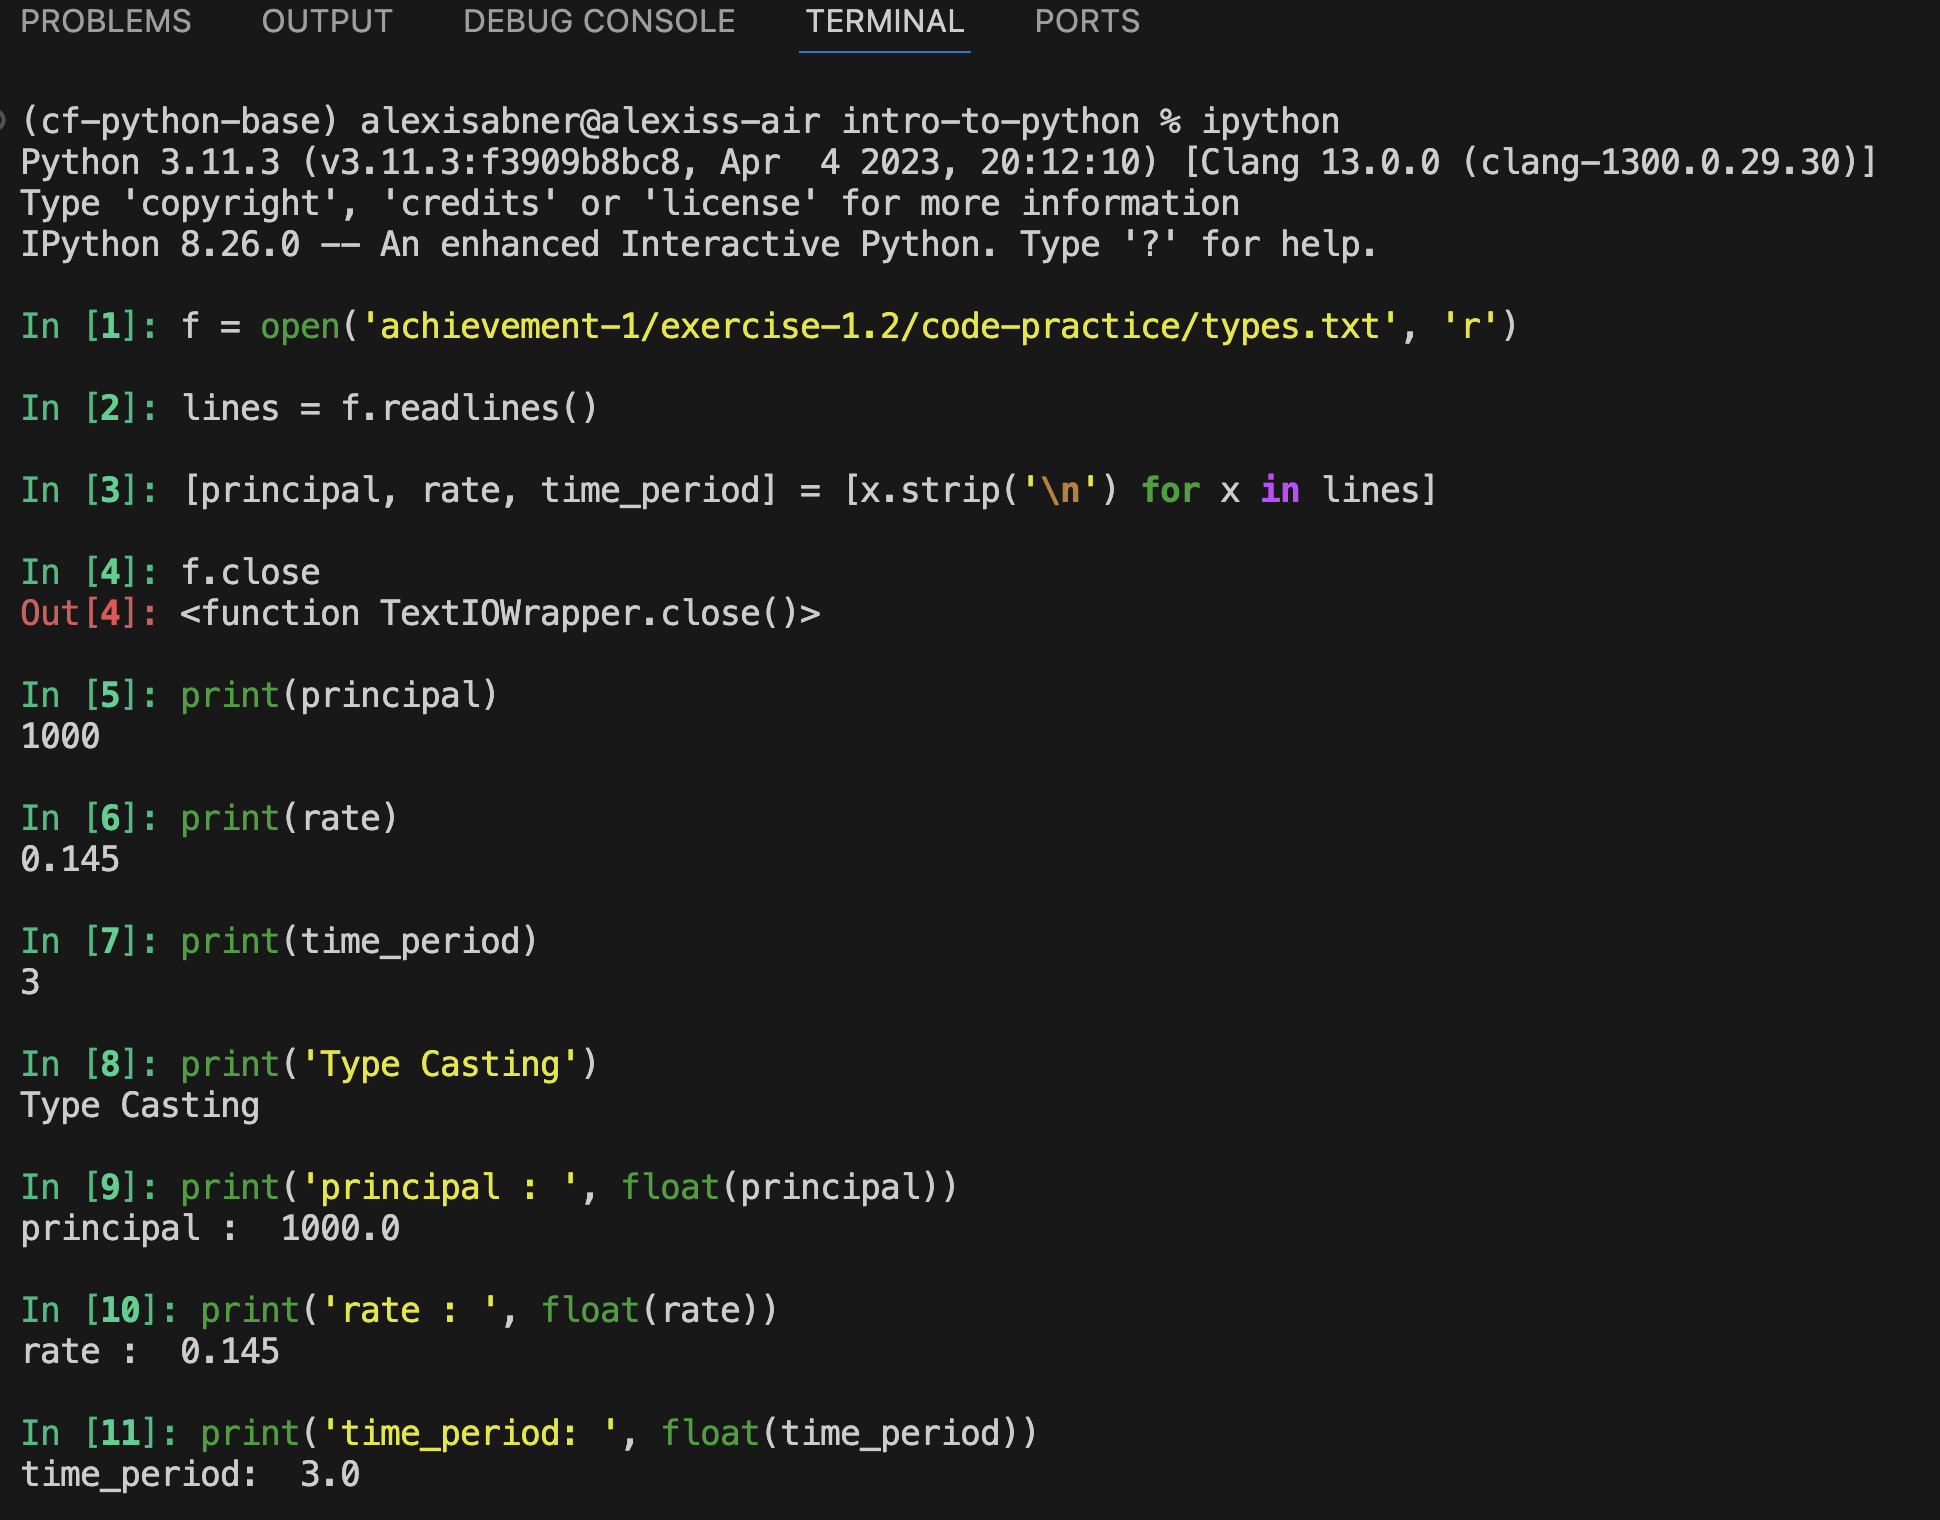 PROBLEMS OUTPUT DEBUG CONSOLE TERMINAL PORTS
(cf-python-base) alexisabner@alexiss-air intro-to-python % ipython
Python 3.11.3 (v3.11.3:f3909b8bc8, Apr  4 2023, 20:12:10) [Clang 13.0.0 (clang-1300.0.29.30)]
Type 'copyright', 'credits' or 'license' for more information
IPython 8.26.0 -- An enhanced Interactive Python. Type '?' for help.
In [1]: f = open('achievement-1/exercise-1.2/code-practice/types.txt', 'r')
In [2]: lines = f.readlines()
In [3]: [principal, rate, time_period] = [x.strip('\n') for x in lines]
In [4]: f.close
Out[4]: <function TextIOWrapper.close()>
In [5]: print(principal)
1000
In [6]: print(rate)
0.145
In [7]: print(time_period)
3
In [8]: print('Type Casting')
Type Casting
In [9]: print('principal : ', float(principal))
principal :  1000.0
In [10]: print('rate : ', float(rate))
rate :  0.145
In [11]: print('time_period: ', float(time_period))
time_period:  3.0